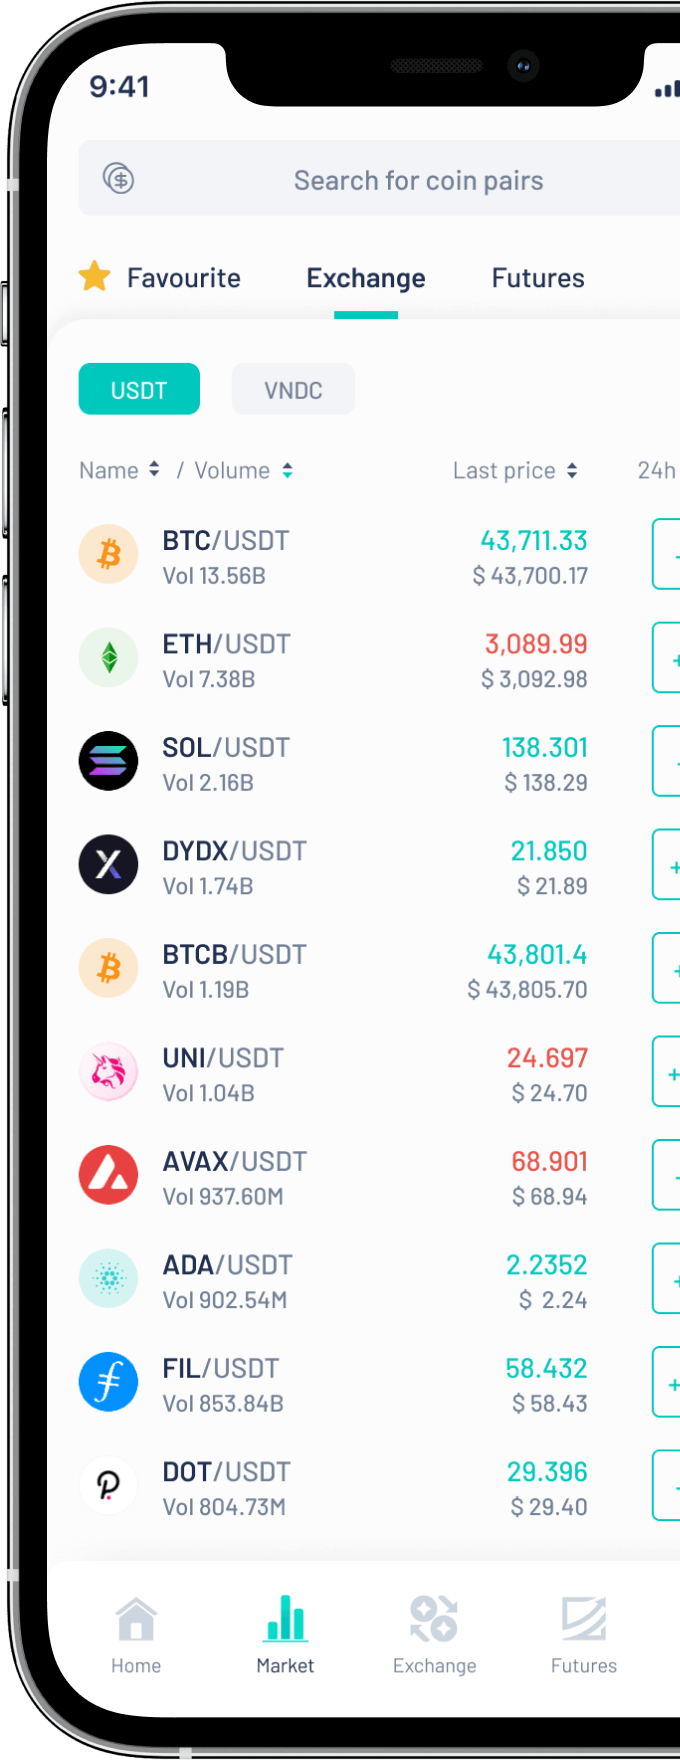 9:41
Search for coin pairs
Favourite Exchange Futures
USDT VNDC
Name / Volume Last price 24h
BTC/USDT 43,711.33
Vol 13.56B $ 43,700.17
ETH/USDT 3,089.99
Vol 7.38B $ 3,092.98
SOL/USDT 138.301
Vol 2.16B $ 138.29
DYDX/USDT 21.850
Vol 1.74B $ 21.89
BTCB/USDT 43,801.4
Vol 1.19B $ 43,805.70
UNI/USDT 24.697
Vol 1.04B $ 24.70
AVAX/USDT 68.901
Vol 937.60M $ 68.94
ADA/USDT 2.2352
Vol 902.54M $ 2.24
FIL/USDT 58.432
Vol 853.84B $ 58.43
DOT/USDT 29.396
Vol 804.73M $ 29.40
Home Market Exchange Futures